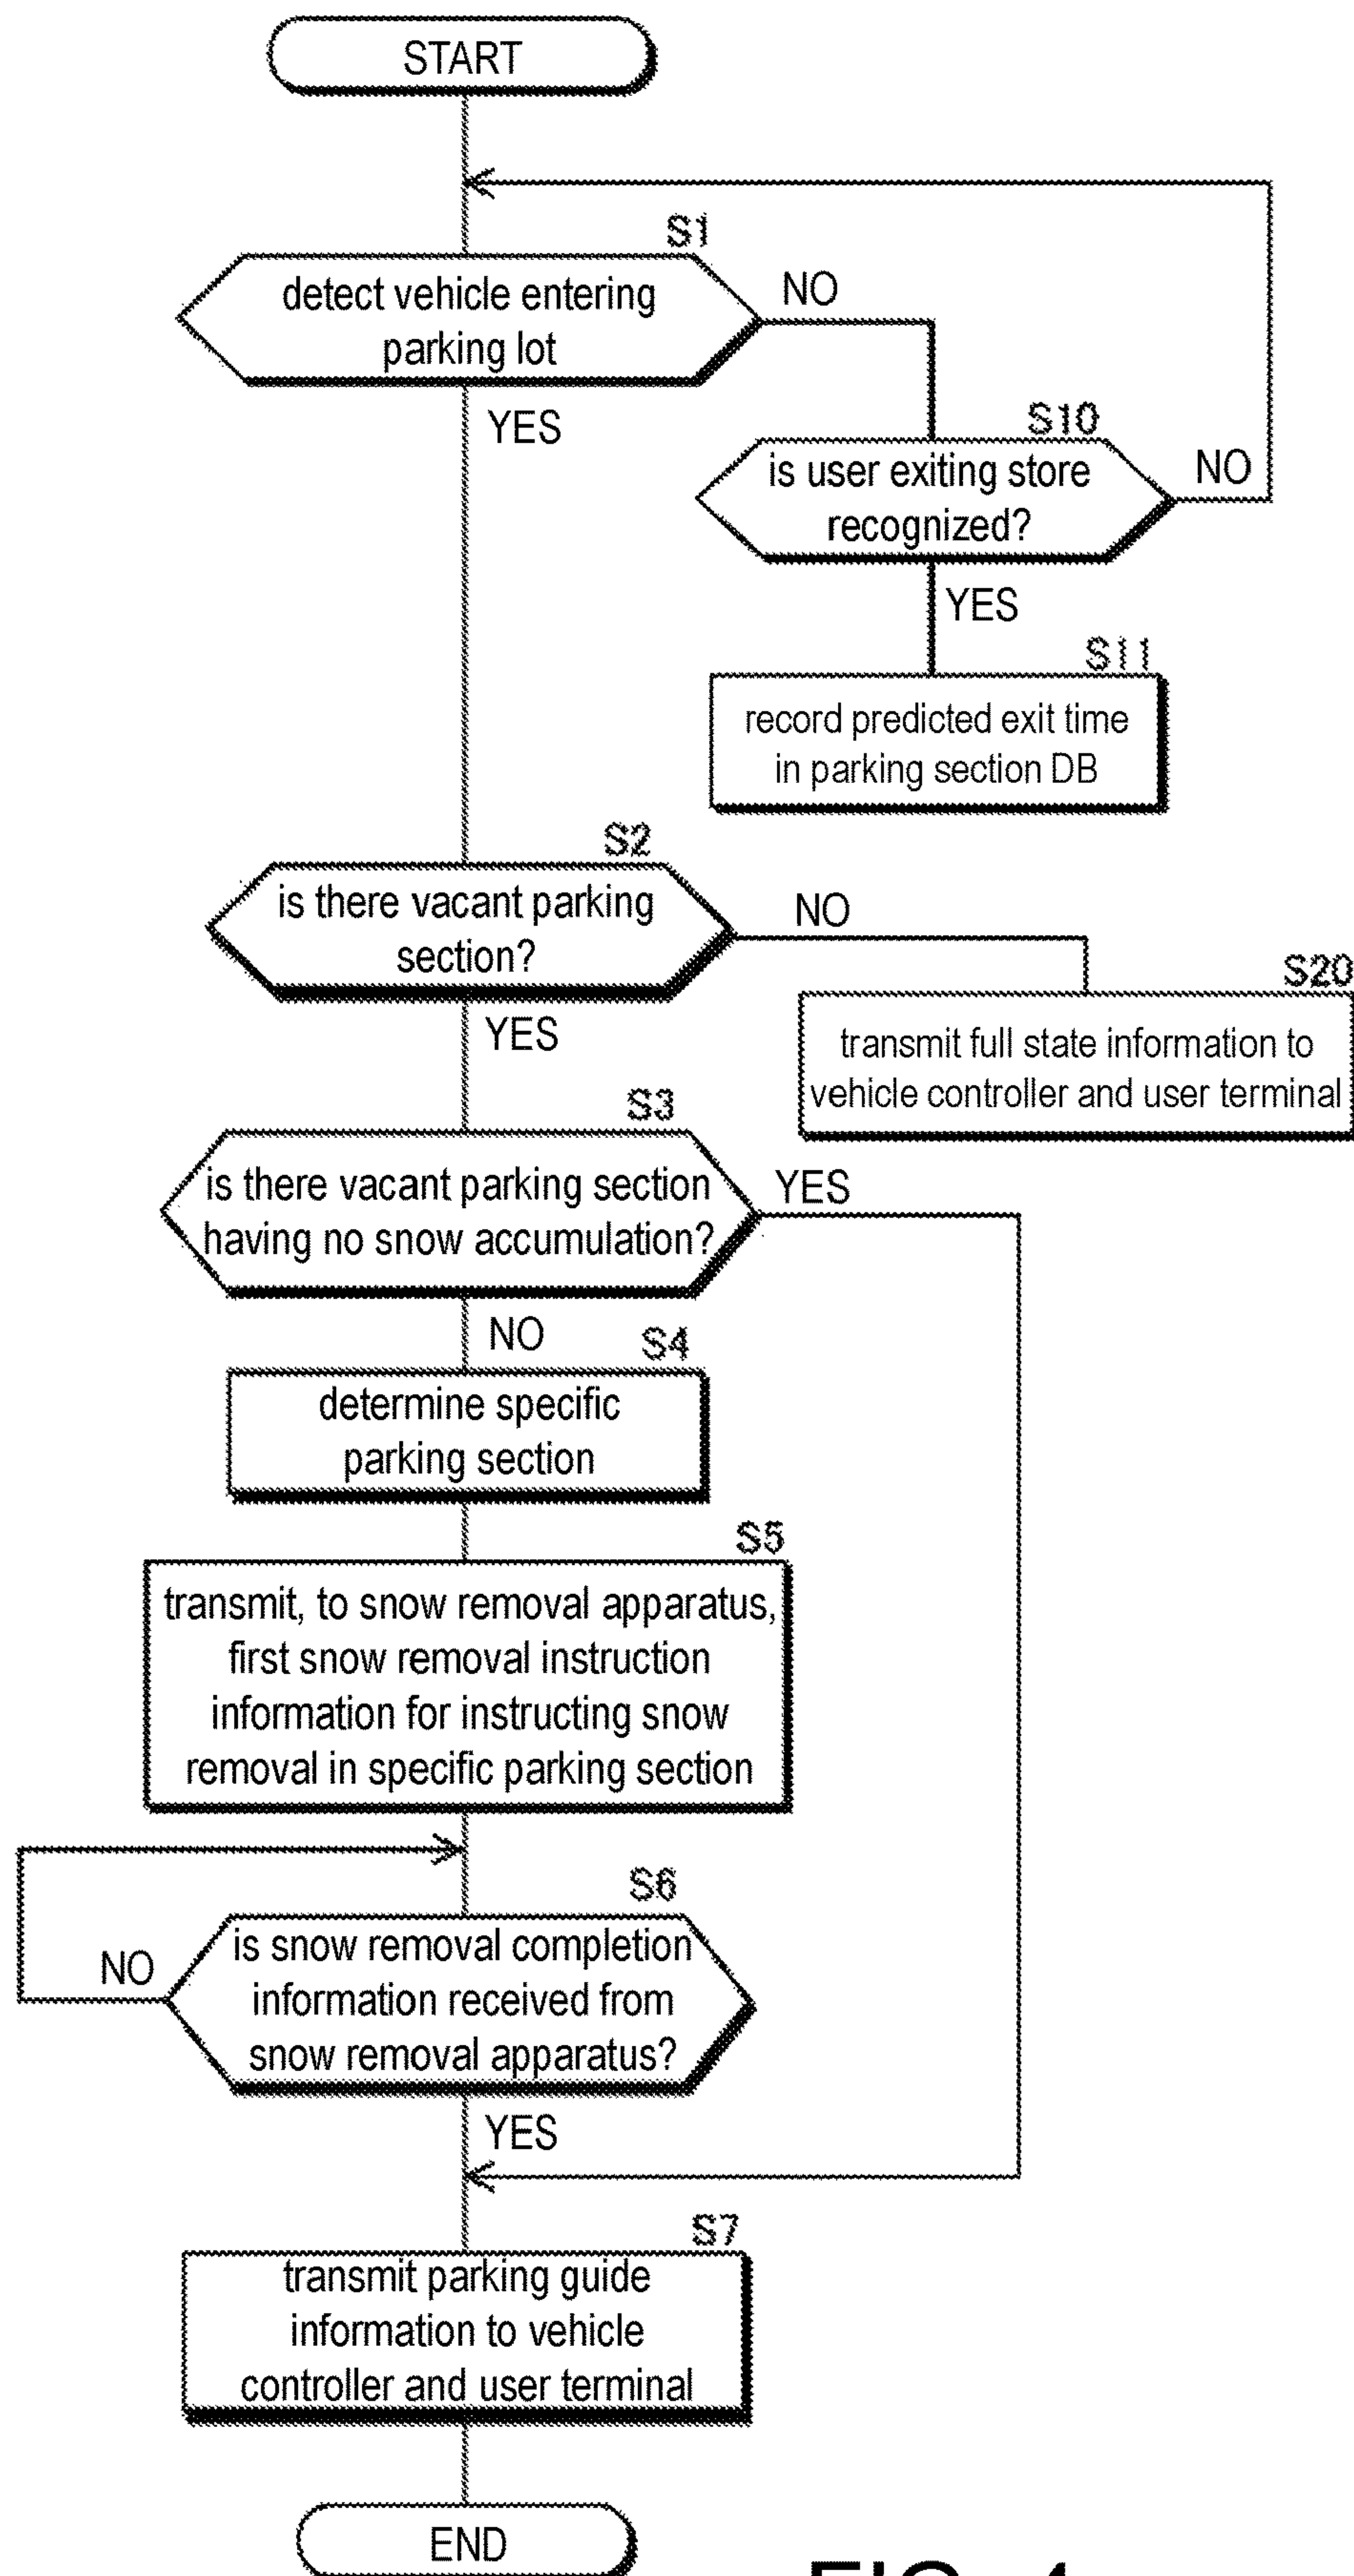 START
S1
detect vehicle entering
parking lot
NO
YES
S10
is user exiting store
recognized?
NO
YES
S11
record predicted exit time
in parking section DB
S2
is there vacant parking
section?
NO
YES
S20
transmit full state information to
vehicle controller and user terminal
S3
is there vacant parking section
having no snow accumulation?
YES
NO
S4
determine specific
parking section
S5
transmit, to snow removal apparatus,
first snow removal instruction
information for instructing snow
removal in specific parking section
S6
is snow removal completion
information received from
snow removal apparatus?
NO
YES
S7
transmit parking guide
information to vehicle
controller and user terminal
END